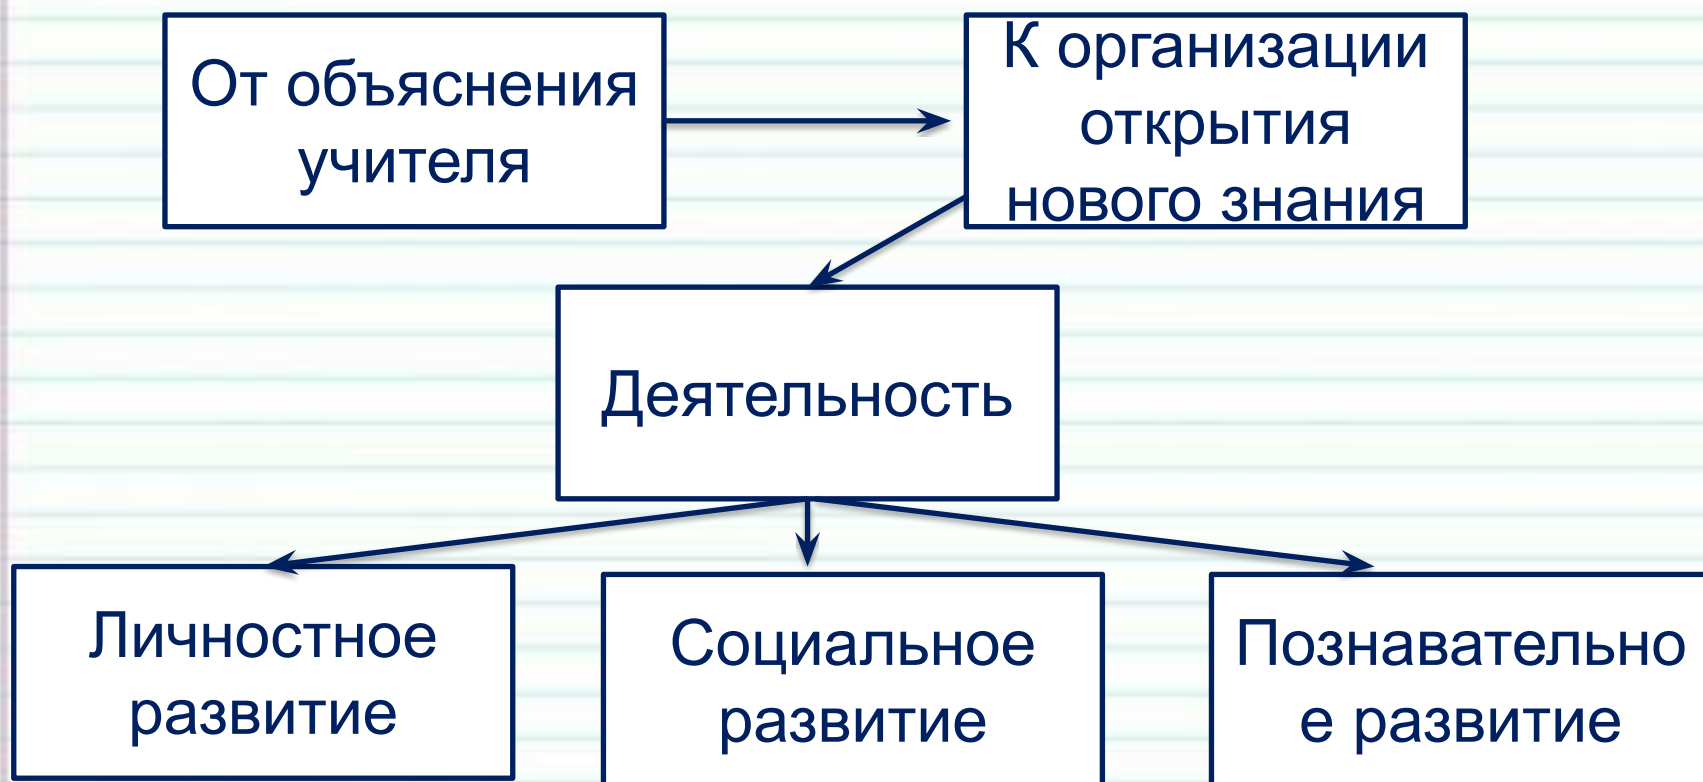 От объяснения
учителя
К организации
открытия
нового знания
Деятельность
Личностное
развитие
Социальное
развитие
Познавательно
е развитие